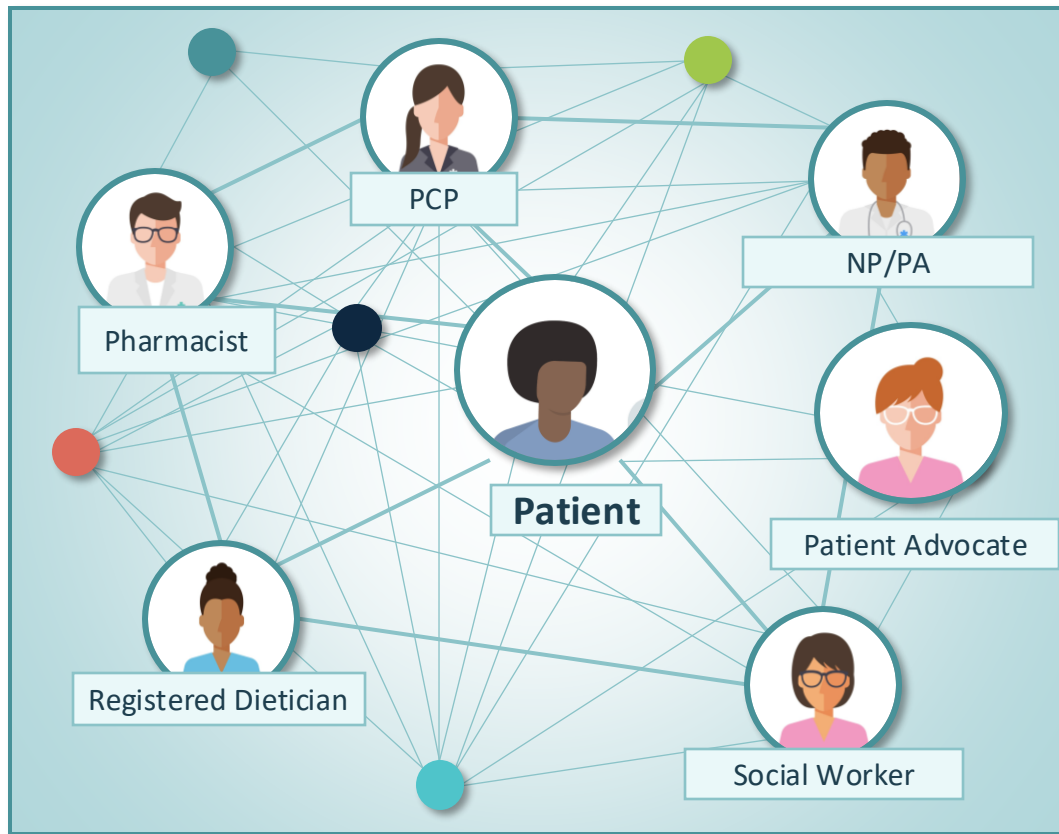 PCP
NP/PA
Pharmacist
Patient
Patient Advocate
Registered Dietician
Social Worker